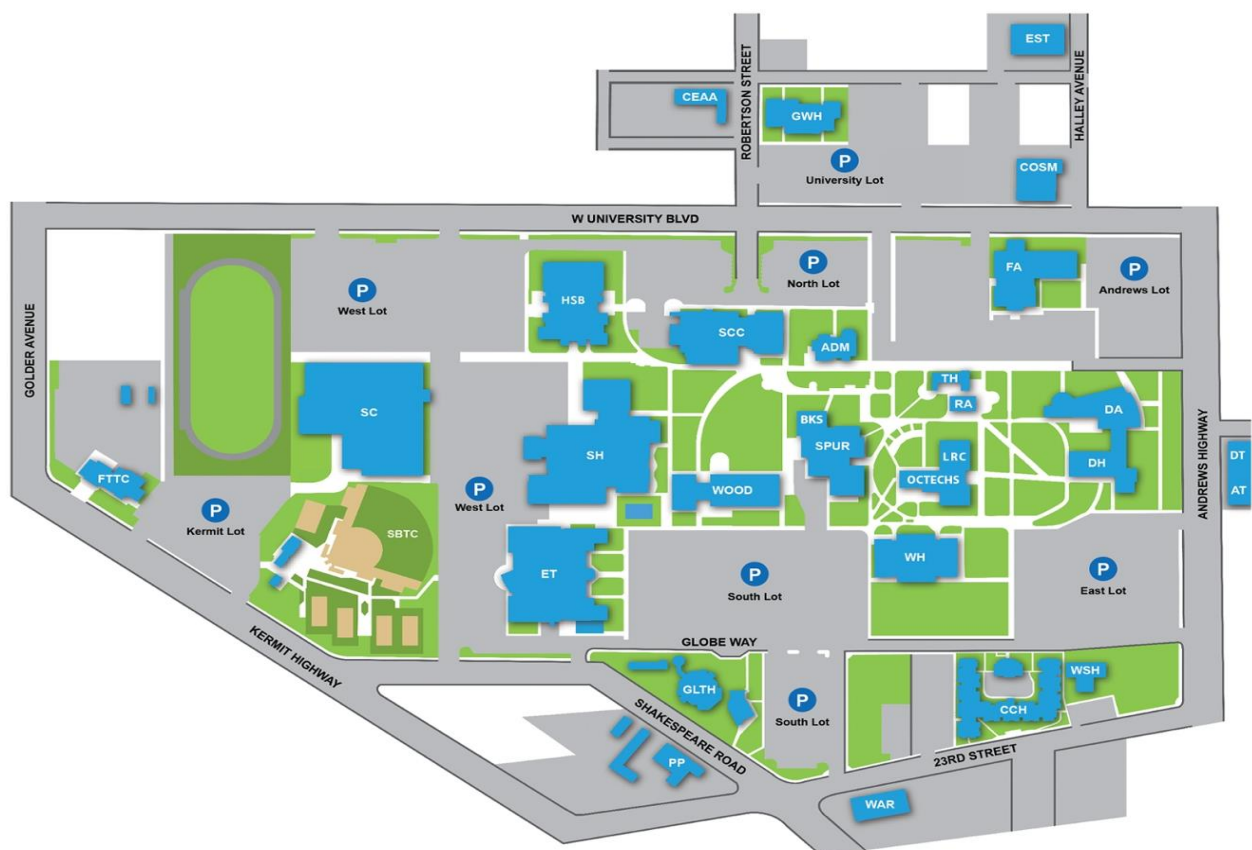 EST
ROBERTSON STREET
HALLEY AVENUE
CEAA
GWH
P
University Lot
COSM
W UNIVERSITY BLVD
GOLDER AVENUE
P
West Lot
HSB
P
North Lot
FA
P
Andrews Lot
SCC
ADM
TH
RA
SC
BKS
SPUR
DA
SH
LRC
OCTECHS
DH
DT
AT
ANDREWS HIGHWAY
FTTC
WOOD
P
West Lot
P
Kermit Lot
SBTC
ET
WH
P
South Lot
P
East Lot
GLOBE WAY
KERMIT HIGHWAY
GLTH
WSH
P
South Lot
CCH
SHAKESPEARE ROAD
PP
23RD STREET
WAR